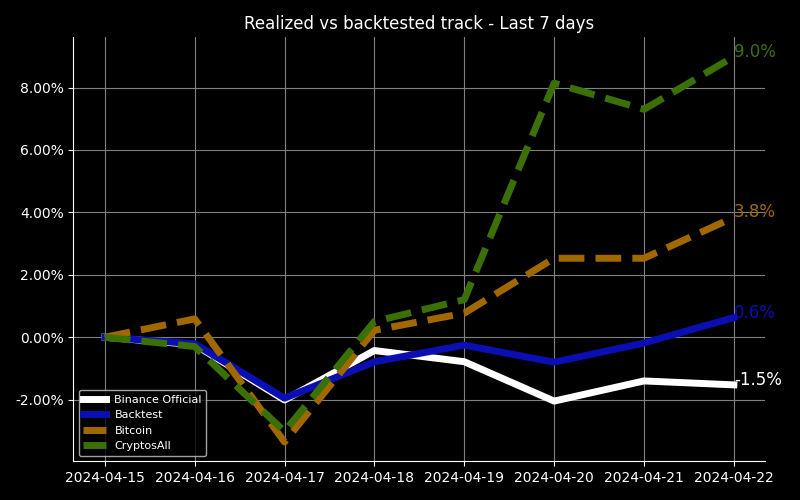 Realized vs backtested track - Last 7 days
9.0%
8.00%
6.00%
4.00%
3.8%
2.00%
0.6%
0.00%
-1.5%
-2.00%
Binance Official
Backtest
Bitcoin
CryptosAll
2024-04-15 2024-04-16 2024-04-17 2024-04-18 2024-04-19 2024-04-20 2024-04-21 2024-04-22